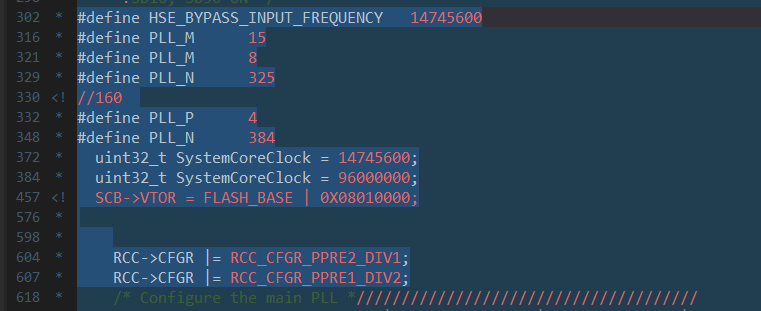 302 * #define HSE_BYPASS_INPUT_FREQUENCY 14745600
316 * #define PLL_M 15
321 * #define PLL_M 8
329 * #define PLL_N 325
330 <! //160
332 * #define PLL_P 4
348 * #define PLL_N 384
372 * uint32_t SystemCoreClock = 14745600;
384 * uint32_t SystemCoreClock = 96000000;
457 <! SCB->VTOR = FLASH_BASE | 0X08010000;
576 *
598 *
604 * RCC->CFGR |= RCC_CFGR_PPRE2_DIV1;
607 * RCC->CFGR |= RCC_CFGR_PPRE1_DIV2;
618 * /* Configure the main PLL *//////////////////////////////////////